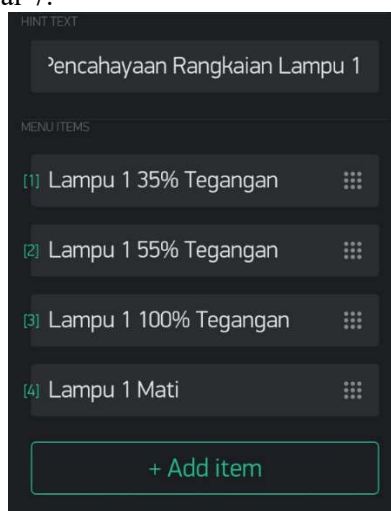 HINT TEXT
Pencahayaan Rangkaian Lampu 1
MENU ITEMS
[1] Lampu 1 35% Tegangan
[2] Lampu 1 55% Tegangan
[3] Lampu 1 100% Tegangan
[4] Lampu 1 Mati
+ Add item